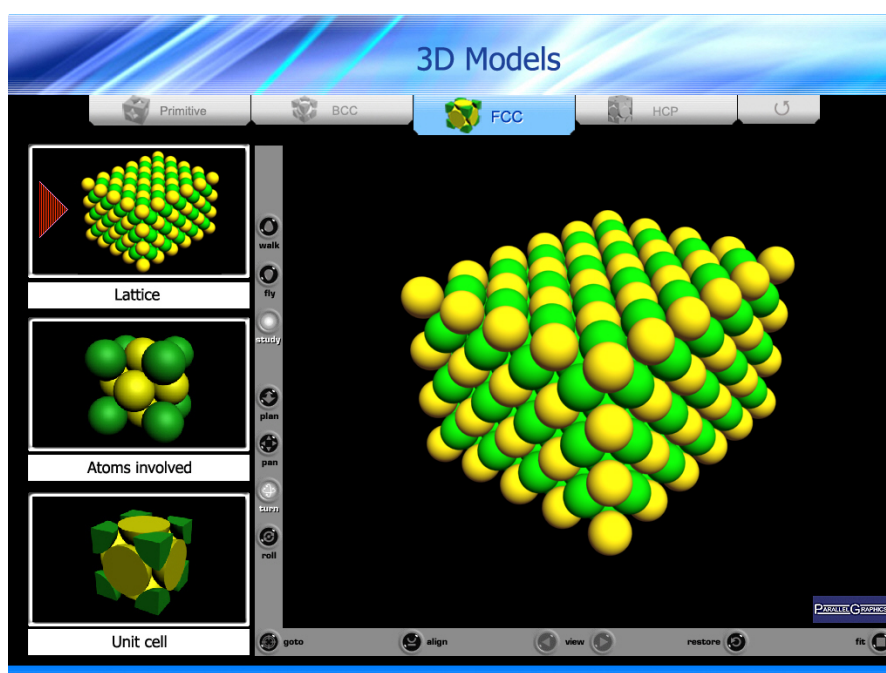 3D Models
Primitive
BCC
FCC
HCP
Lattice
Atoms involved
Unit cell
walk
fly
study
plan
pan
turn
roll
goto
align
view
restore
fit
PARALLELGRAPHICS